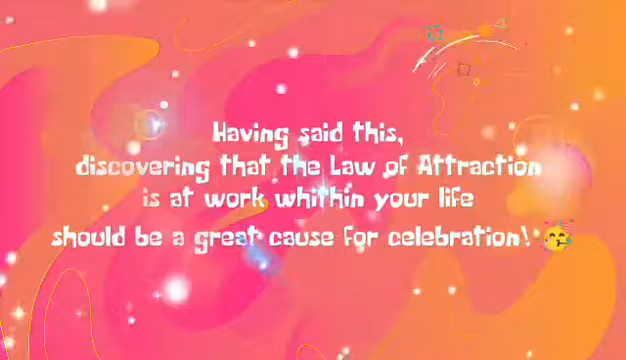 Having said this,
discovering that the Law of Attraction
is at work whithin your life
should be a great cause for celebration! 🥳